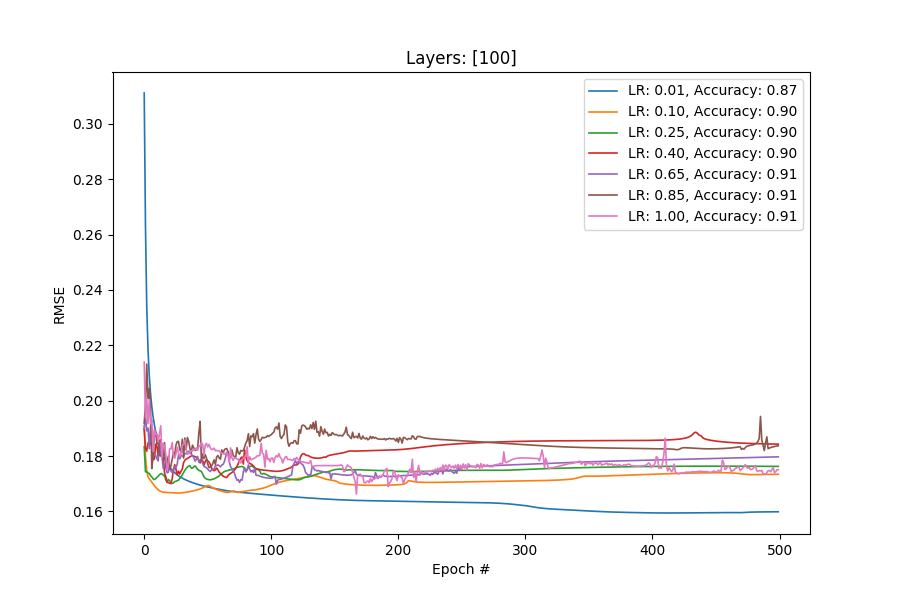 Layers: [100]
LR: 0.01, Accuracy: 0.87
LR: 0.10, Accuracy: 0.90
LR: 0.25, Accuracy: 0.90
LR: 0.40, Accuracy: 0.90
LR: 0.65, Accuracy: 0.91
LR: 0.85, Accuracy: 0.91
LR: 1.00, Accuracy: 0.91
RMSE
0.30
0.28
0.26
0.24
0.22
0.20
0.18
0.16
0 100 200 300 400 500
Epoch #